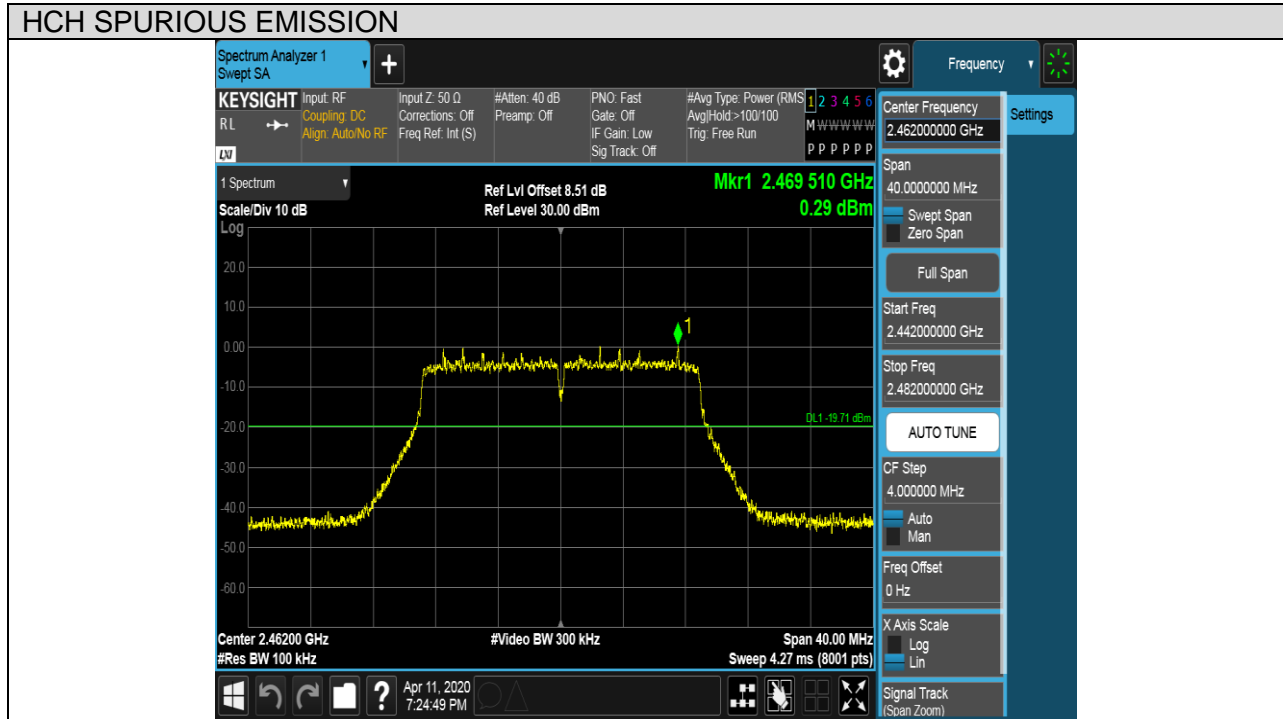 HCH SPURIOUS EMISSION
Spectrum Analyzer 1
Swept SA
+
Frequency
KEYSIGHT
RL
LXI
Input: RF
Coupling: DC
Align: Auto/No RF
Input Z: 50 Ω
Corrections: Off
Freq Ref: Int (S)
#Atten: 40 dB
Preamp: Off
PNO: Fast
Gate: Off
IF Gain: Low
Sig Track: Off
#Avg Type: Power (RMS
Avg|Hold:>100/100
Trig: Free Run
1 2 3 4 5 6
M W W W W W
P P P P P P
1 Spectrum
Scale/Div 10 dB
Ref Lvl Offset 8.51 dB
Ref Level 30.00 dBm
Mkr1 2.469 510 GHz
0.29 dBm
Log
20.0
10.0
0.00
-10.0
-20.0
-30.0
-40.0
-50.0
-60.0
1
DL1 -19.71 dBm
Center 2.46200 GHz
#Res BW 100 kHz
#Video BW 300 kHz
Span 40.00 MHz
Sweep 4.27 ms (8001 pts)
?
Apr 11, 2020
7:24:49 PM
Center Frequency
2.462000000 GHz
Settings
Span
40.0000000 MHz
Swept Span
Zero Span
Full Span
Start Freq
2.442000000 GHz
Stop Freq
2.482000000 GHz
AUTO TUNE
CF Step
4.000000 MHz
Auto
Man
Freq Offset
0 Hz
X Axis Scale
Log
Lin
Signal Track
(Span Zoom)